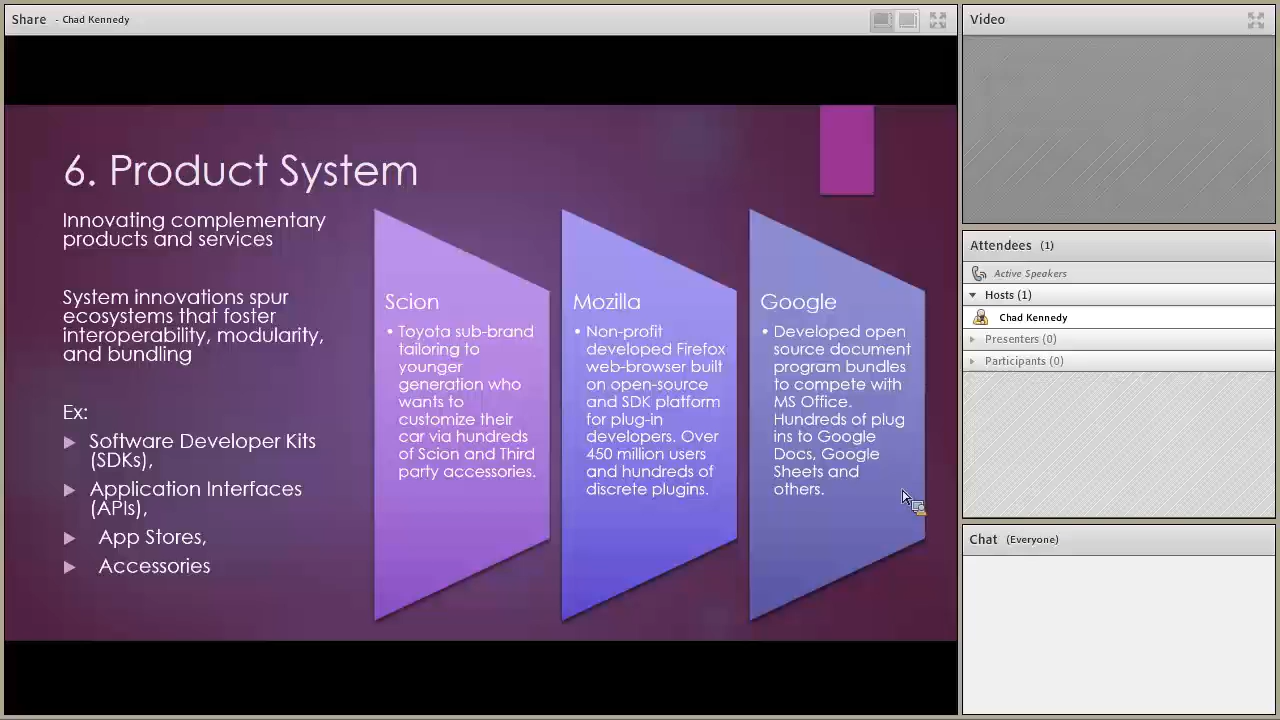 Share - Chad Kennedy
6. Product System
Innovating complementary
products and services
System innovations spur
ecosystems that foster
interoperability, modularity,
and bundling
Ex:
Software Developer Kits
(SDKs),
Application Interfaces
(APIs),
App Stores,
Accessories
Scion
• Toyota sub-brand
tailoring to
younger
generation who
wants to
customize their
car via hundreds
of Scion and Third
party accessories.
Mozilla
• Non-profit
developed Firefox
web-browser built
on open-source
and SDK platform
for plug-in
developers. Over
450 million users
and hundreds of
discrete plugins.
Google
• Developed open
source document
program bundles
to compete with
MS Office.
Hundreds of plug
ins to Google
Docs, Google
Sheets and
others.
Video
Attendees (1)
Active Speakers
Hosts (1)
Chad Kennedy
Presenters (0)
Participants (0)
Chat (Everyone)